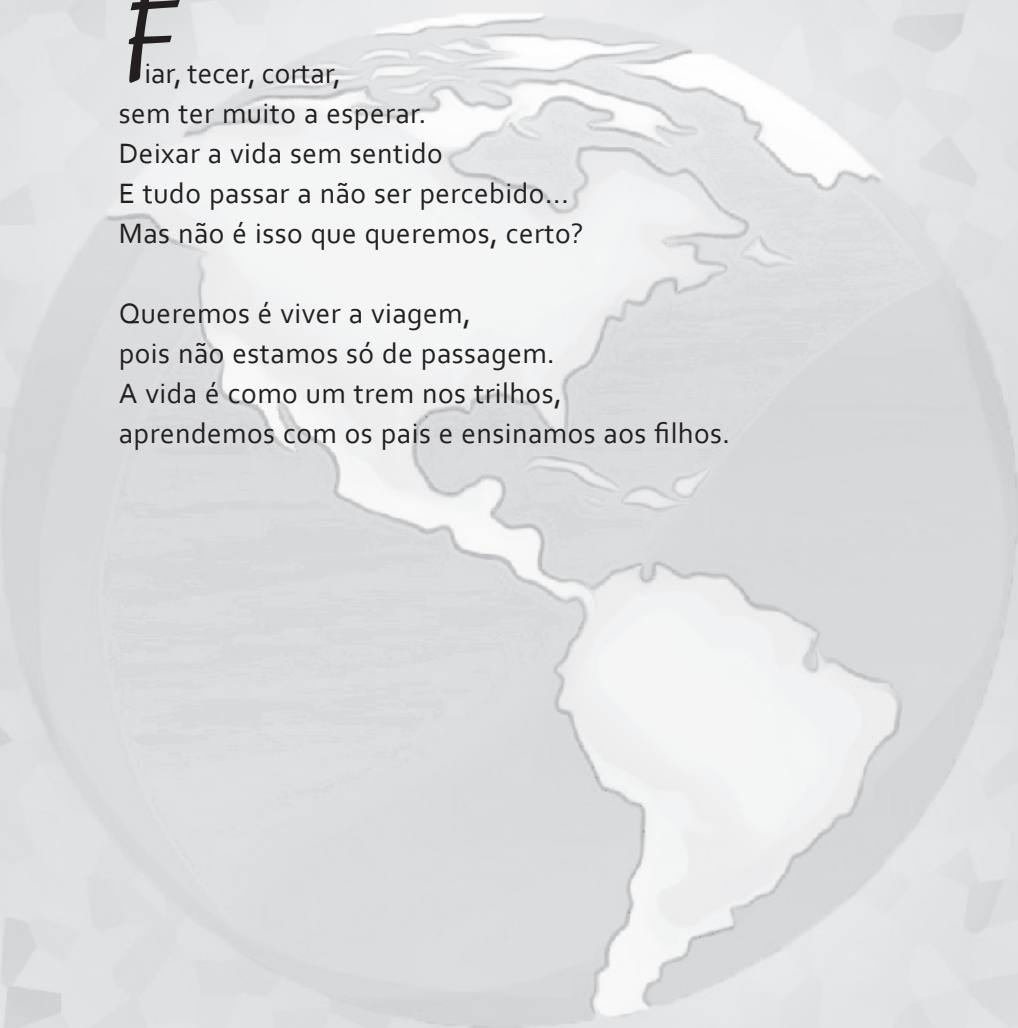 Fiar, tecer, cortar,
sem ter muito a esperar.
Deixar a vida sem sentido
E tudo passar a não ser percebido...
Mas não é isso que queremos, certo?

Queremos é viver a viagem,
pois não estamos só de passagem.
A vida é como um trem nos trilhos,
aprendemos com os pais e ensinamos aos filhos.